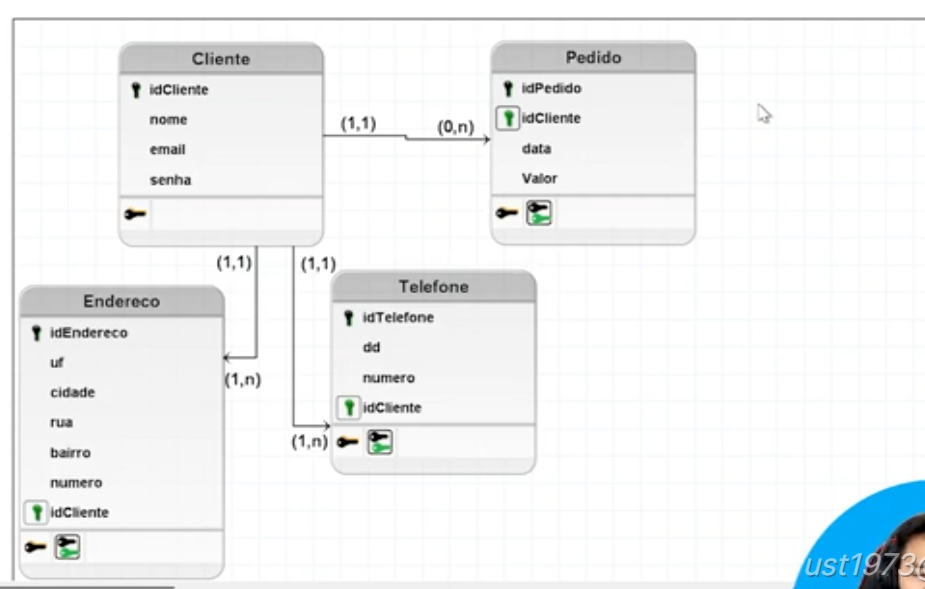 Cliente
idCliente
nome
email
senha
(1,1)
(0,n)
Pedido
idPedido
idCliente
data
Valor
(1,1)
(1,n)
Endereco
idEndereco
uf
cidade
rua
bairro
numero
idCliente
(1,1)
(1,n)
Telefone
idTelefone
dd
numero
idCliente
ust1973